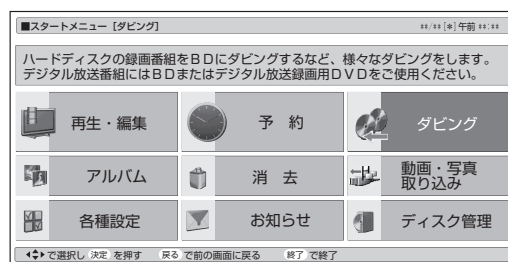 ■スタートメニュー [ダビング] **/**[*]午前**:**
ハードディスクの録画番組をBDにダビングするなど、様々なダビングをします。
デジタル放送番組にはBDまたはデジタル放送録画用DVDをご使用ください。
再生・編集 予 約 ダビング
アルバム 消 去 動画・写真
取り込み
各種設定 お知らせ ディスク管理
で選択し 決定 を押す 戻る で前の画面に戻る 終了 で終了